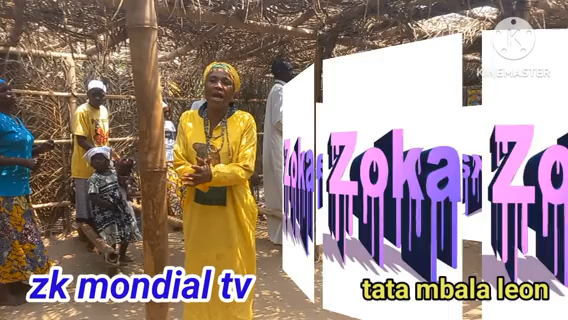 KINEMASTER
Zoka
Zoka
Zo
zk mondial tv
tata mbala leon